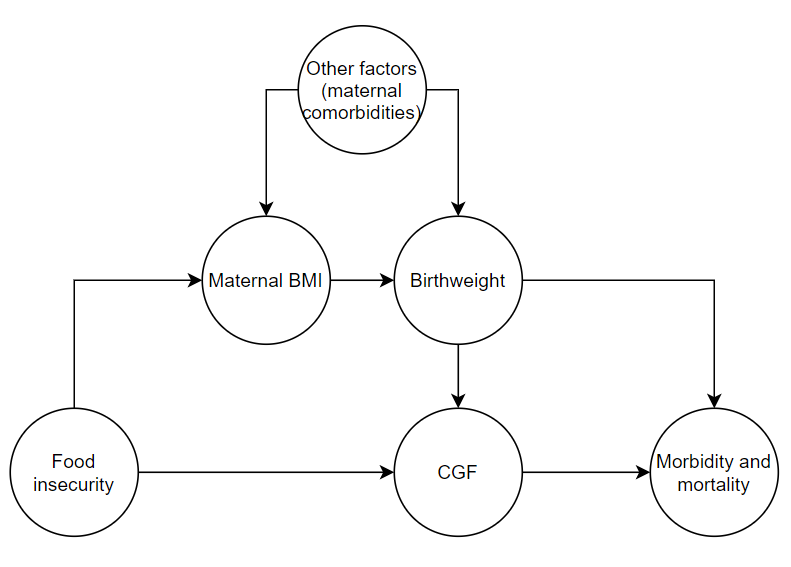 Other factors
(maternal
comorbidities)
Maternal BMI
Birthweight
Food
insecurity
CGF
Morbidity and
mortality